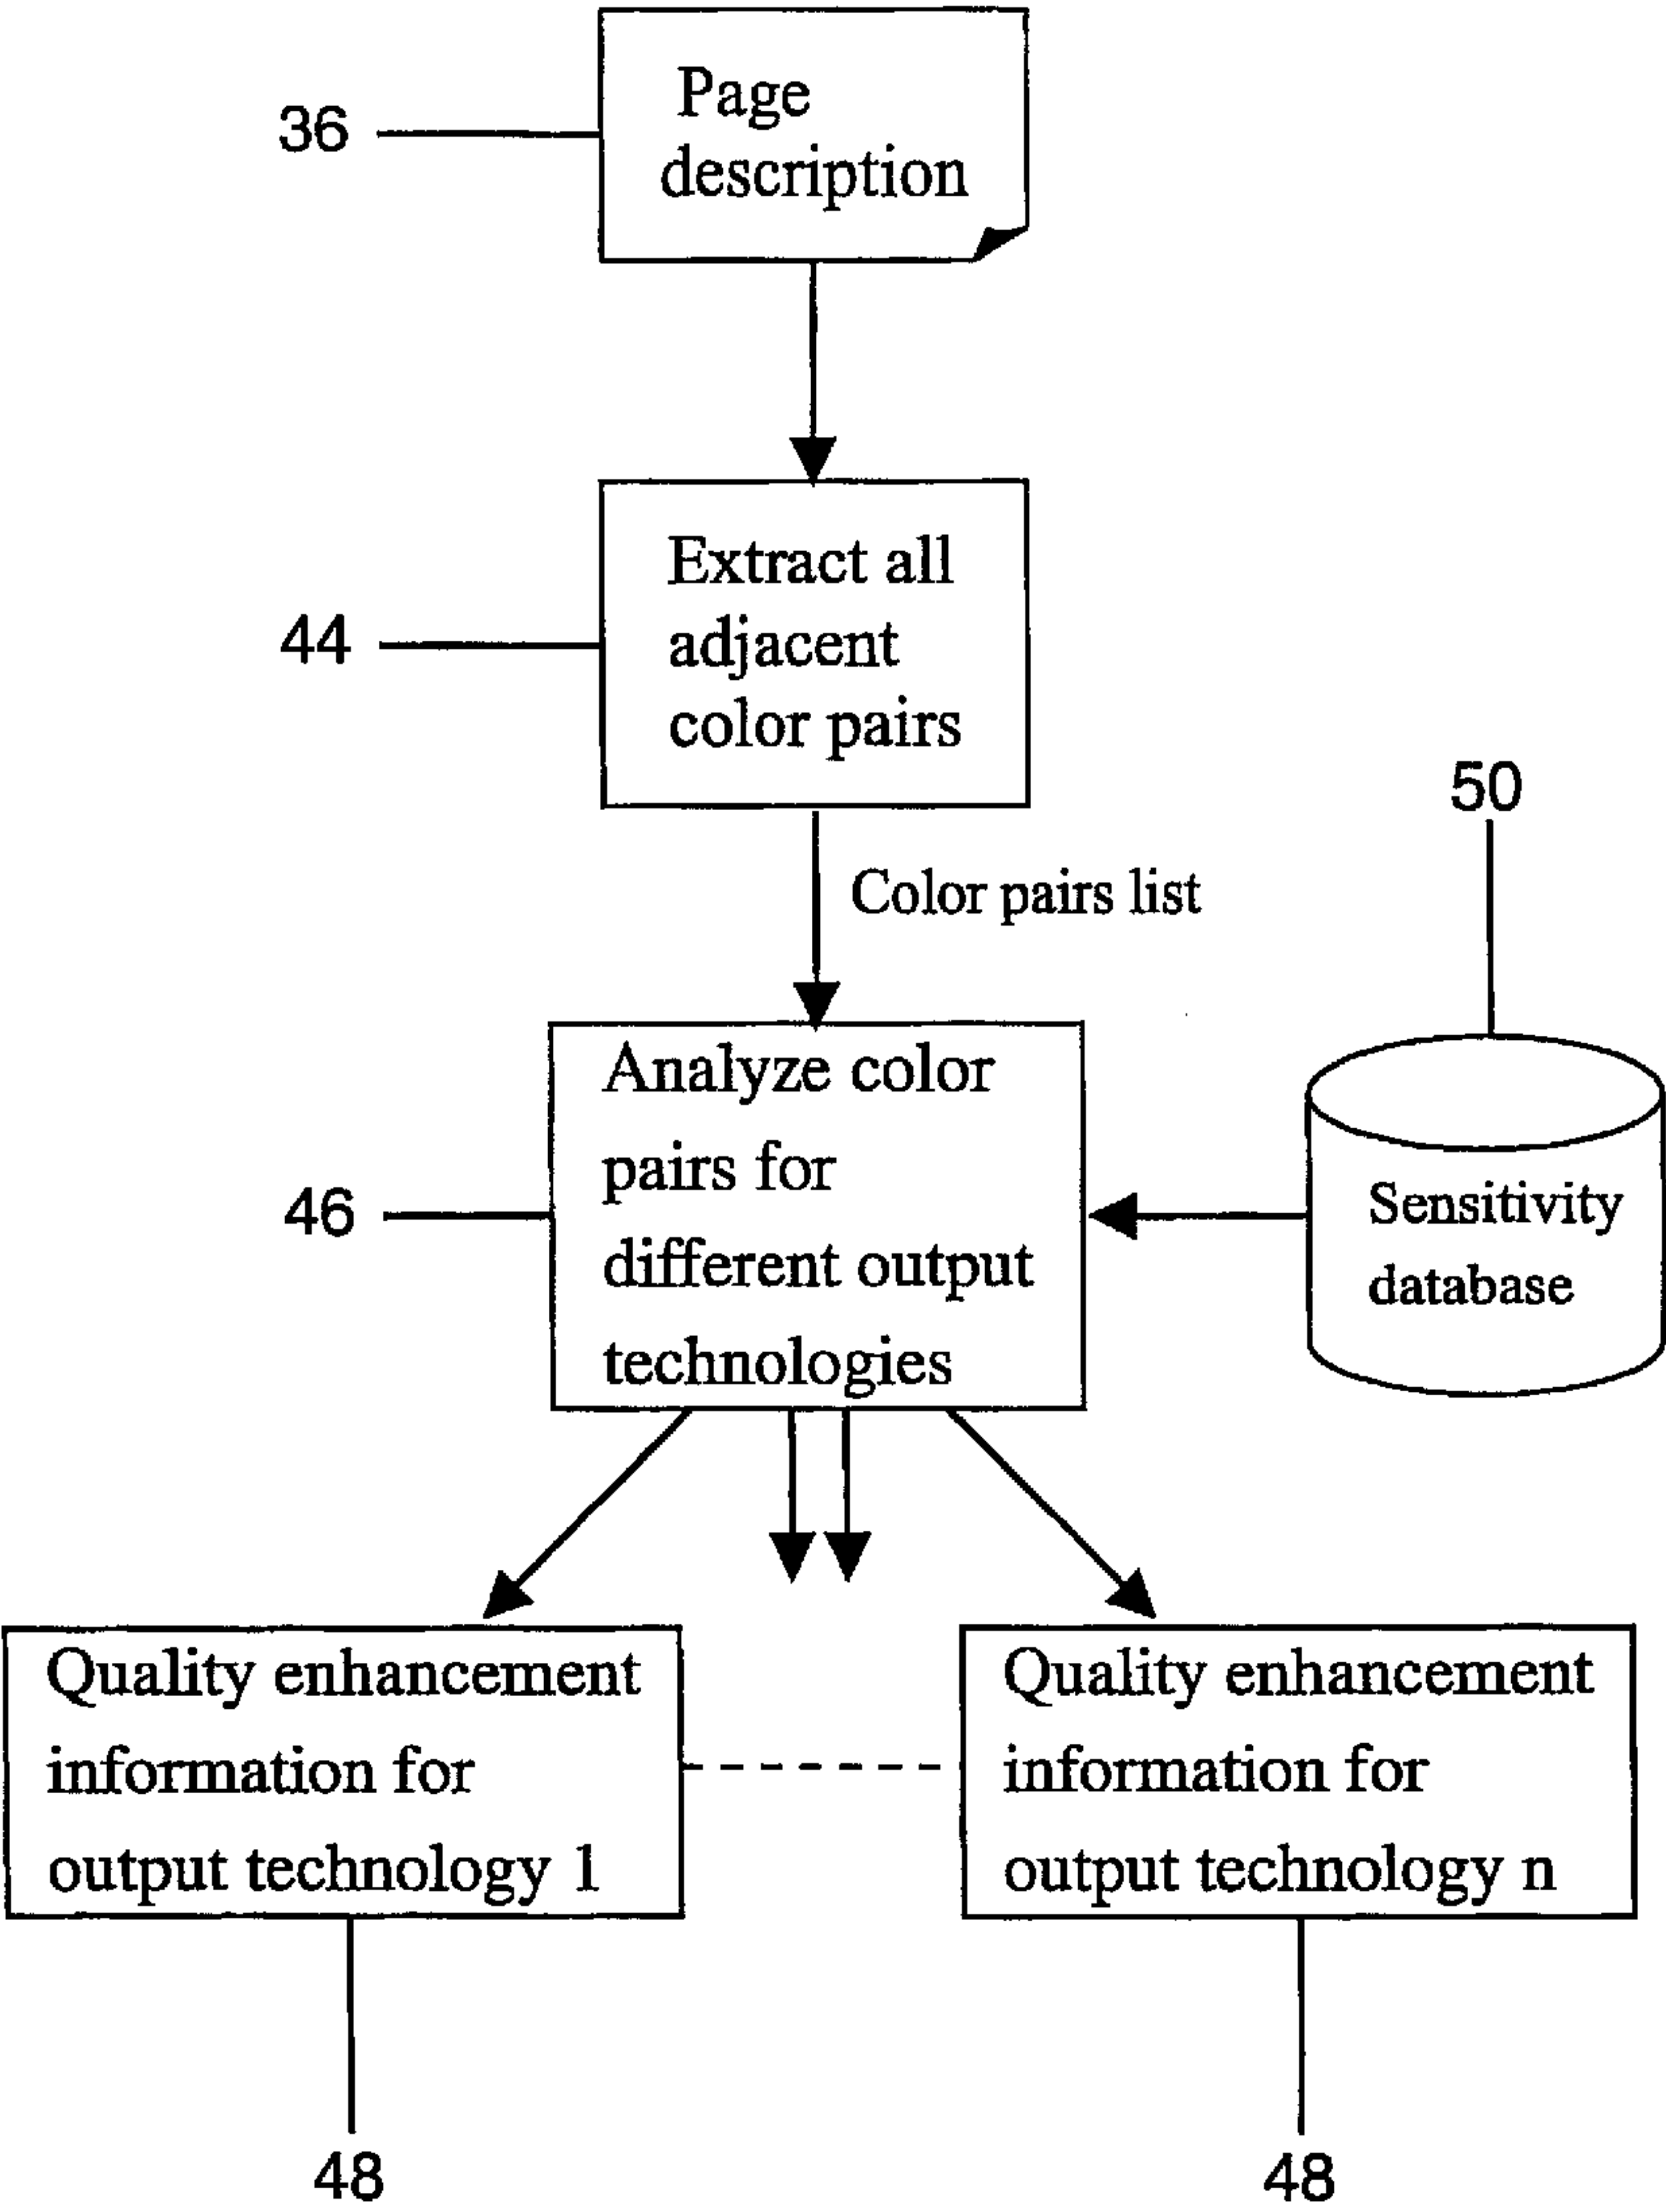 36
Page
description
44
Extract all
adjacent
color pairs
50
Color pairs list
46
Analyze color
pairs for
different output
technologies
Sensitivity
database
Quality enhancement
information for
output technology 1
Quality enhancement
information for
output technology n
48
48